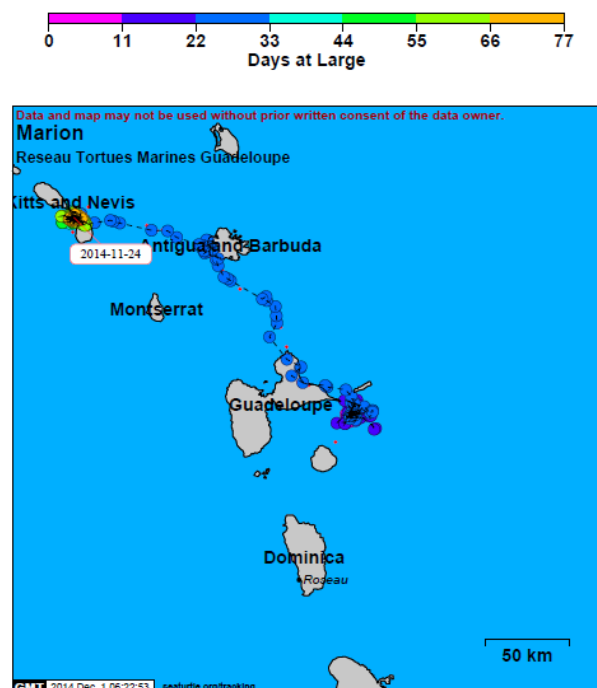 0 11 22 33 44 55 66 77
Days at Large
Data and map may not be used without prior written consent of the data owner.
Marion
Reseau Tortues Marines Guadeloupe
Kitts and Nevis
2014-11-24
Antigua and Barbuda
Montserrat
Guadeloupe
Dominica
Roseau
50 km
GMT 2014 Dec 1 06:22:53 seaturtle.org/tracking